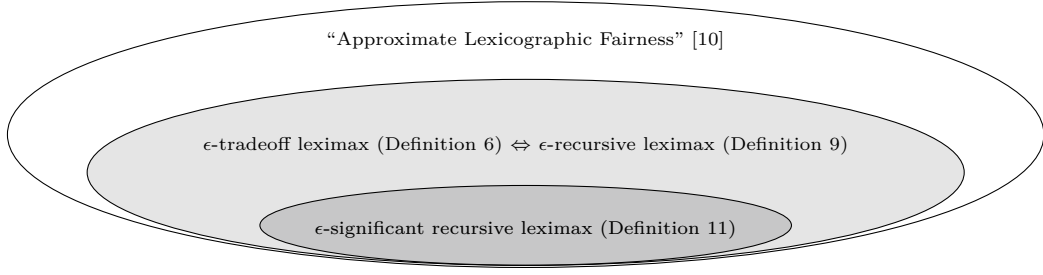 “Approximate Lexicographic Fairness” [10]
ϵ-tradeoff leximax (Definition 6) ⇔ ϵ-recursive leximax (Definition 9)
ϵ-significant recursive leximax (Definition 11)